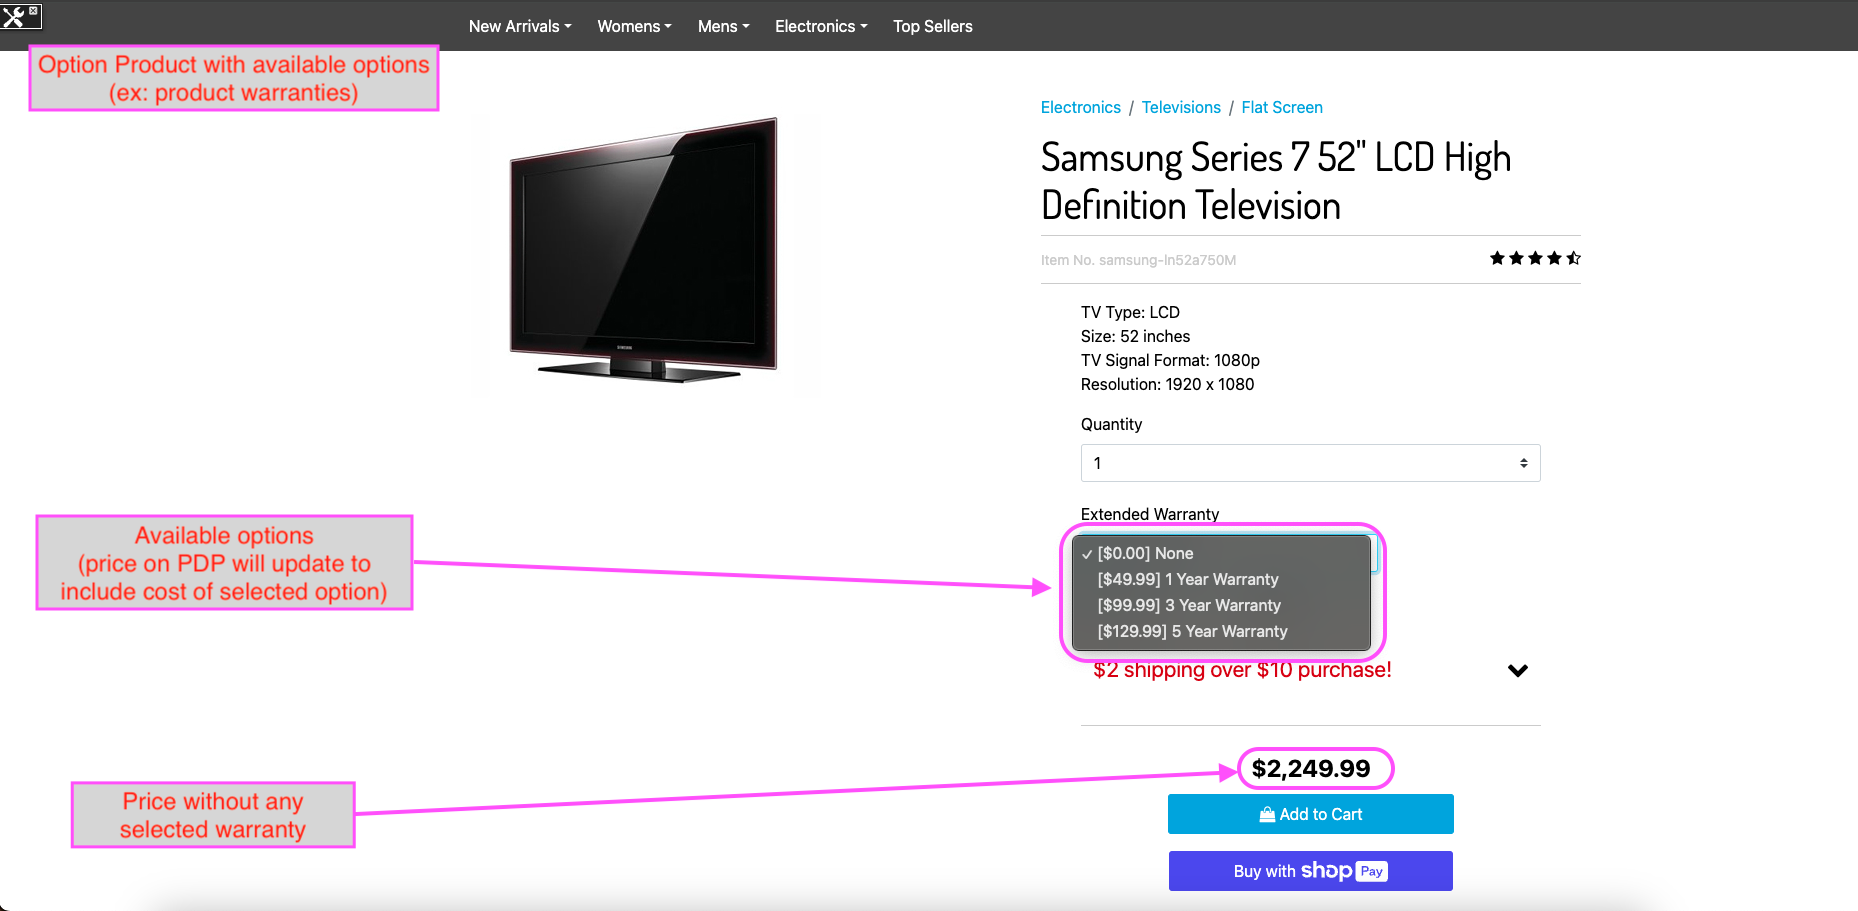 New Arrivals Womens Mens Electronics Top Sellers
Option Product with available options
(ex: product warranties)
Electronics / Televisions / Flat Screen
Samsung Series 7 52" LCD High
Definition Television
Item No. samsung-ln52a750M
TV Type: LCD
Size: 52 inches
TV Signal Format: 1080p
Resolution: 1920 x 1080
Quantity
1
Extended Warranty
Available options
(price on PDP will update to
include cost of selected option)
✓ [$0.00] None
[$49.99] 1 Year Warranty
[$99.99] 3 Year Warranty
[$129.99] 5 Year Warranty
$2 shipping over $10 purchase!
$2,249.99
Price without any
selected warranty
Add to Cart
Buy with shop Pay
SAMSUNG